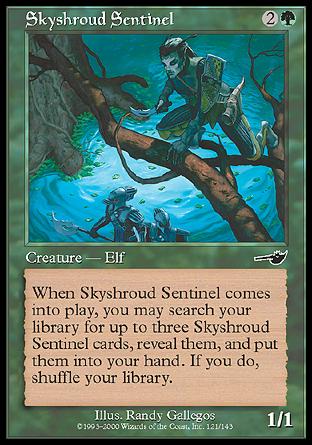 Skyshroud Sentinel 2
Creature — Elf
When Skyshroud Sentinel comes
into play, you may search your
library for up to three Skyshroud
Sentinel cards, reveal them, and put
them into your hand. If you do,
shuffle your library.
Illus. Randy Gallegos
©1993–2000 Wizards of the Coast, Inc. 121/143
1/1